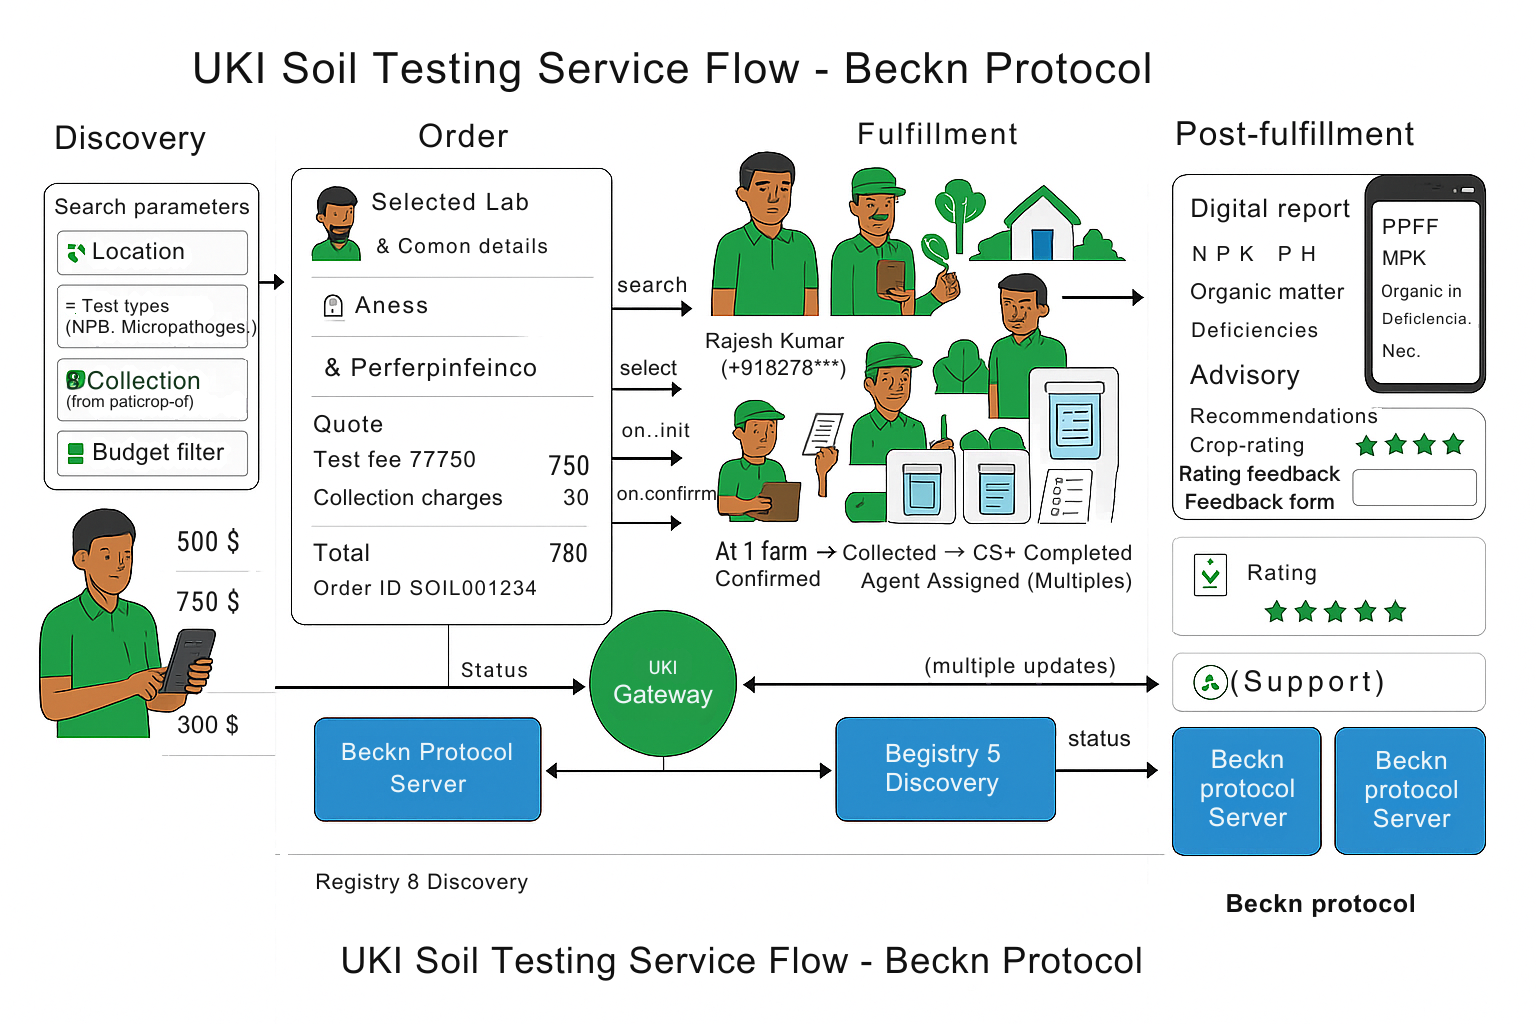 UKI Soil Testing Service Flow - Beckn Protocol
Discovery
Search parameters
Location
= Test types
(NPB. Micropathoges.)
Collection
(from paticrop-of)
Budget filter
500 $
750 $
300 $
Order
Selected Lab
& Comon details
Aness
& Perferpinfeinco
Quote
Test fee 77750 750
Collection charges 30
Total 780
Order ID SOIL001234
search
select
on..init
on.confirrm
Fulfillment
Rajesh Kumar
(+918278***)
At 1 farm → Collected → CS+ Completed
Confirmed Agent Assigned (Multiples)
Post-fulfillment
Digital report
N P K P H
Organic matter
Deficiencies
Advisory
Recommendations
Crop-rating
Rating feedback
Feedback form
PPFF
MPK
Organic in
Deficlencia.
Nec.
Rating
(Support)
Status
UKI
Gateway
(multiple updates)
Beckn Protocol
Server
Begistry 5
Discovery
status
Beckn
protocol
Server
Beckn
protocol
Server
Registry 8 Discovery
Beckn protocol
UKI Soil Testing Service Flow - Beckn Protocol